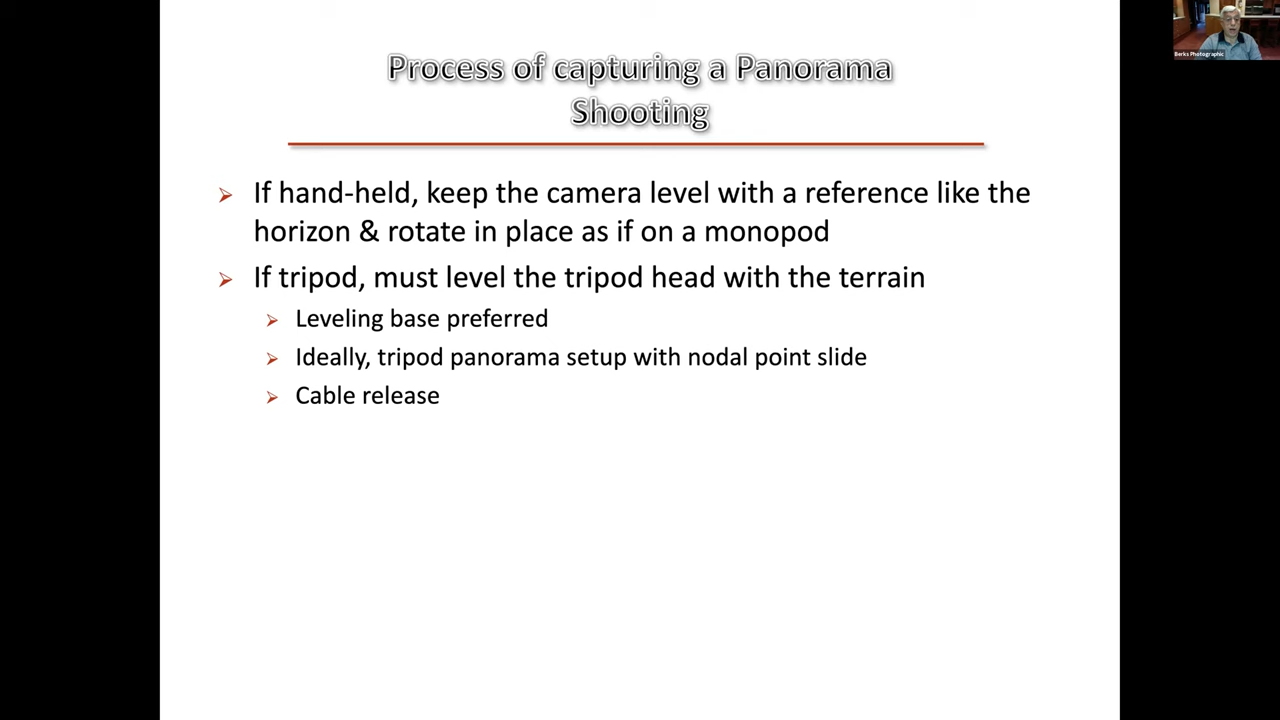 Process of capturing a Panorama
Shooting
Berks Photographic
If hand-held, keep the camera level with a reference like the
horizon & rotate in place as if on a monopod
If tripod, must level the tripod head with the terrain
Leveling base preferred
Ideally, tripod panorama setup with nodal point slide
Cable release